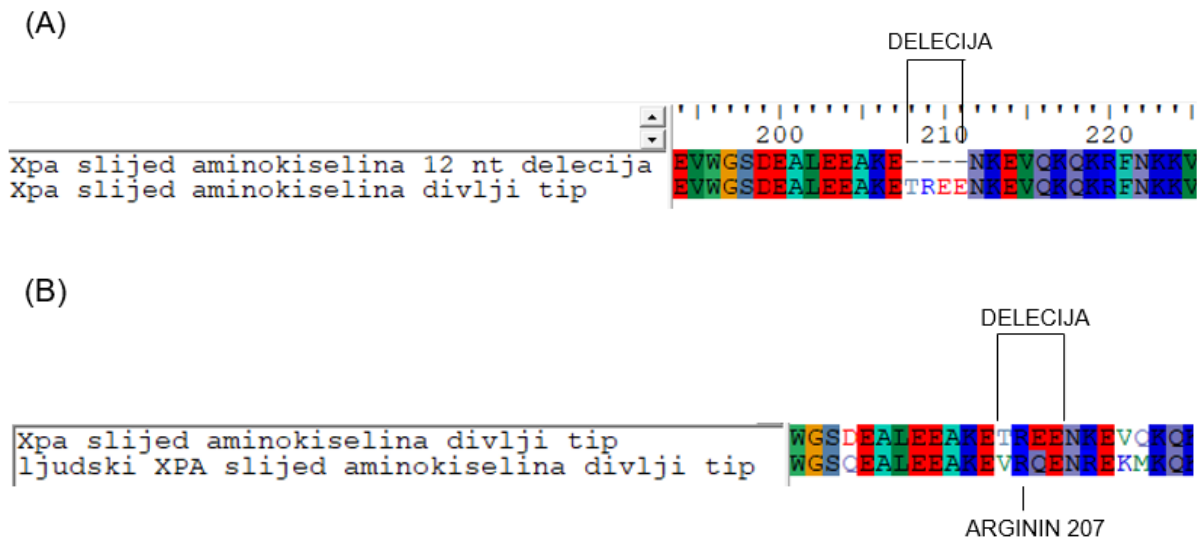 (A)
DELECIJA
200 210 220
Xpa slijed aminokiselina 12 nt delecija EVWGSDEALEEAKE----NKEVQKQKRFNKKV
Xpa slijed aminokiselina divlji tip EVWGSDEALEEAKETREENKEVQKQKRFNKKV
(B)
DELECIJA
Xpa slijed aminokiselina divlji tip WGSDEALEEAKETREENKEVQKQ
ljudski XPA slijed aminokiselina divlji tip WGSQEALEEAKEVRQENREKMKQ
ARGININ 207